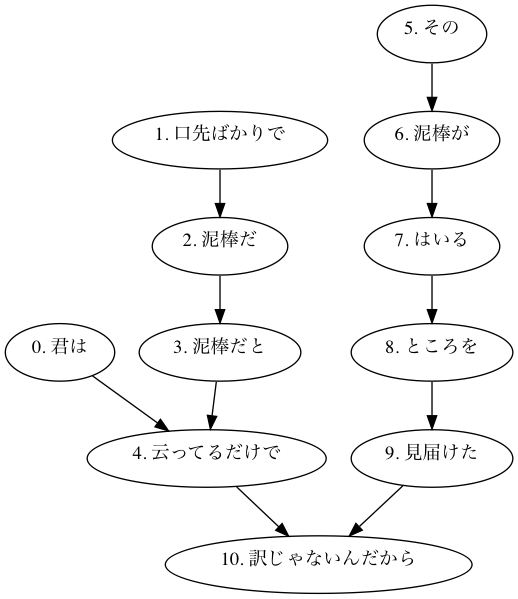 5. その
1. 口先ばかりで
6. 泥棒が
2. 泥棒だ
7. はいる
0. 君は
3. 泥棒だと
8. ところを
4. 云ってるだけで
9. 見届けた
10. 訳じゃないんだから